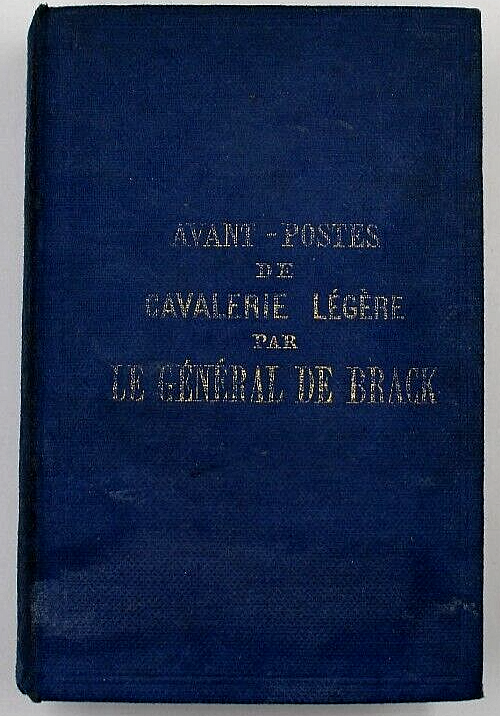 AVANT-POSTES
DE
CAVALERIE LÉGÈRE
PAR
LE GÉNÉRAL DE BRACK